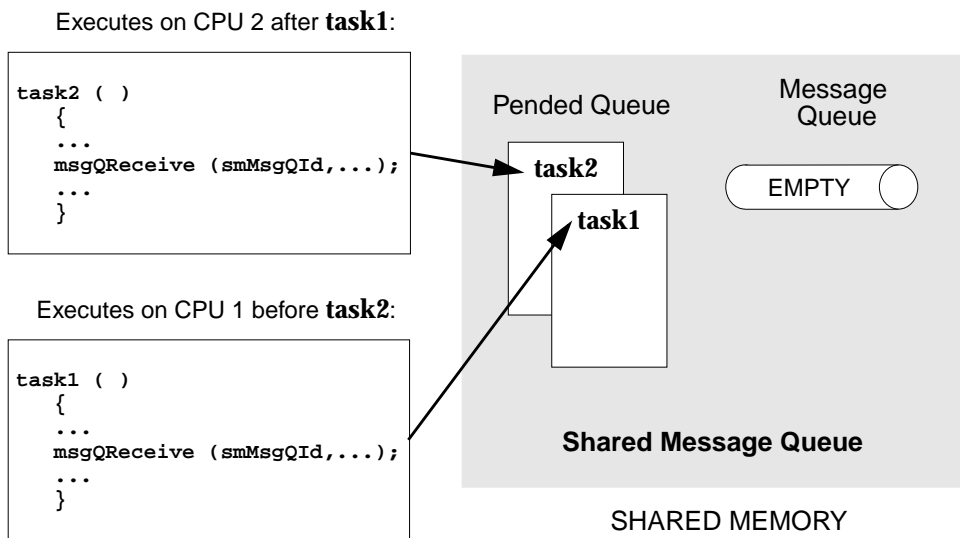 Executes on CPU 2 after task1:
task2 ( )
{
...
msgQReceive (smMsgQId,...);
...
}
Executes on CPU 1 before task2:
task1 ( )
{
...
msgQReceive (smMsgQId,...);
...
}
Pended Queue
task2
task1
Message
Queue
EMPTY
Shared Message Queue
SHARED MEMORY